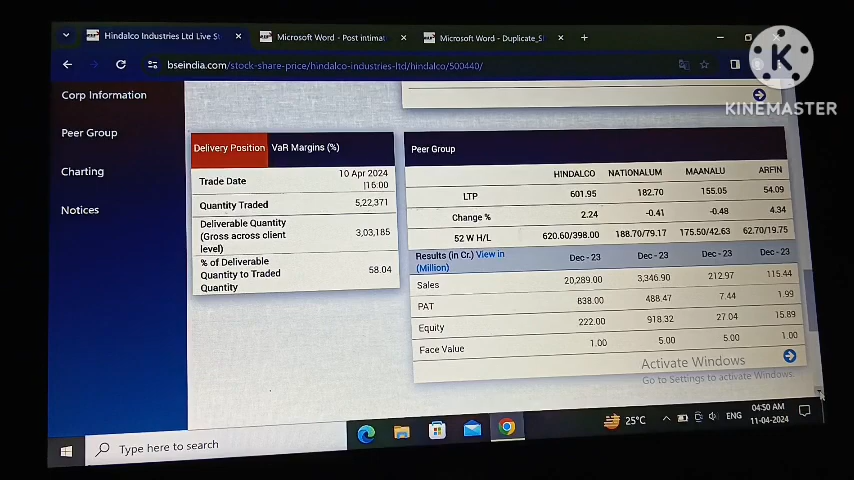 Hindalco Industries Ltd Live St
Microsoft Word - Post intimat
Microsoft Word - Duplicate_S
bseindia.com/stock-share-price/hindalco-industries-ltd/hindalco/500440/
K
KINEMASTER
Corp Information
Peer Group
Charting
Notices
Delivery Position VaR Margins (%)
Trade Date 10 Apr 2024 |16:00
Quantity Traded 5,22,371
Deliverable Quantity (Gross across client level) 3,03,185
% of Deliverable Quantity to Traded Quantity 58.04
Peer Group
HINDALCO NATIONALUM MAANALU ARFIN
LTP 601.95 182.70 155.05 54.09
Change % 2.24 -0.41 -0.48 4.34
52 W H/L 620.60/398.00 188.70/79.17 175.50/42.63 62.70/19.75
Results (in Cr.) View in (Million) Dec - 23 Dec - 23 Dec - 23 Dec - 23
Sales 20,289.00 3,346.90 212.97 115.44
PAT 838.00 488.47 7.44 1.99
Equity 222.00 918.32 27.04 15.89
Face Value 1.00 5.00 5.00 1.00
Activate Windows
Go to Settings to activate Windows.
Type here to search
25°C
ENG
04:50 AM
11-04-2024